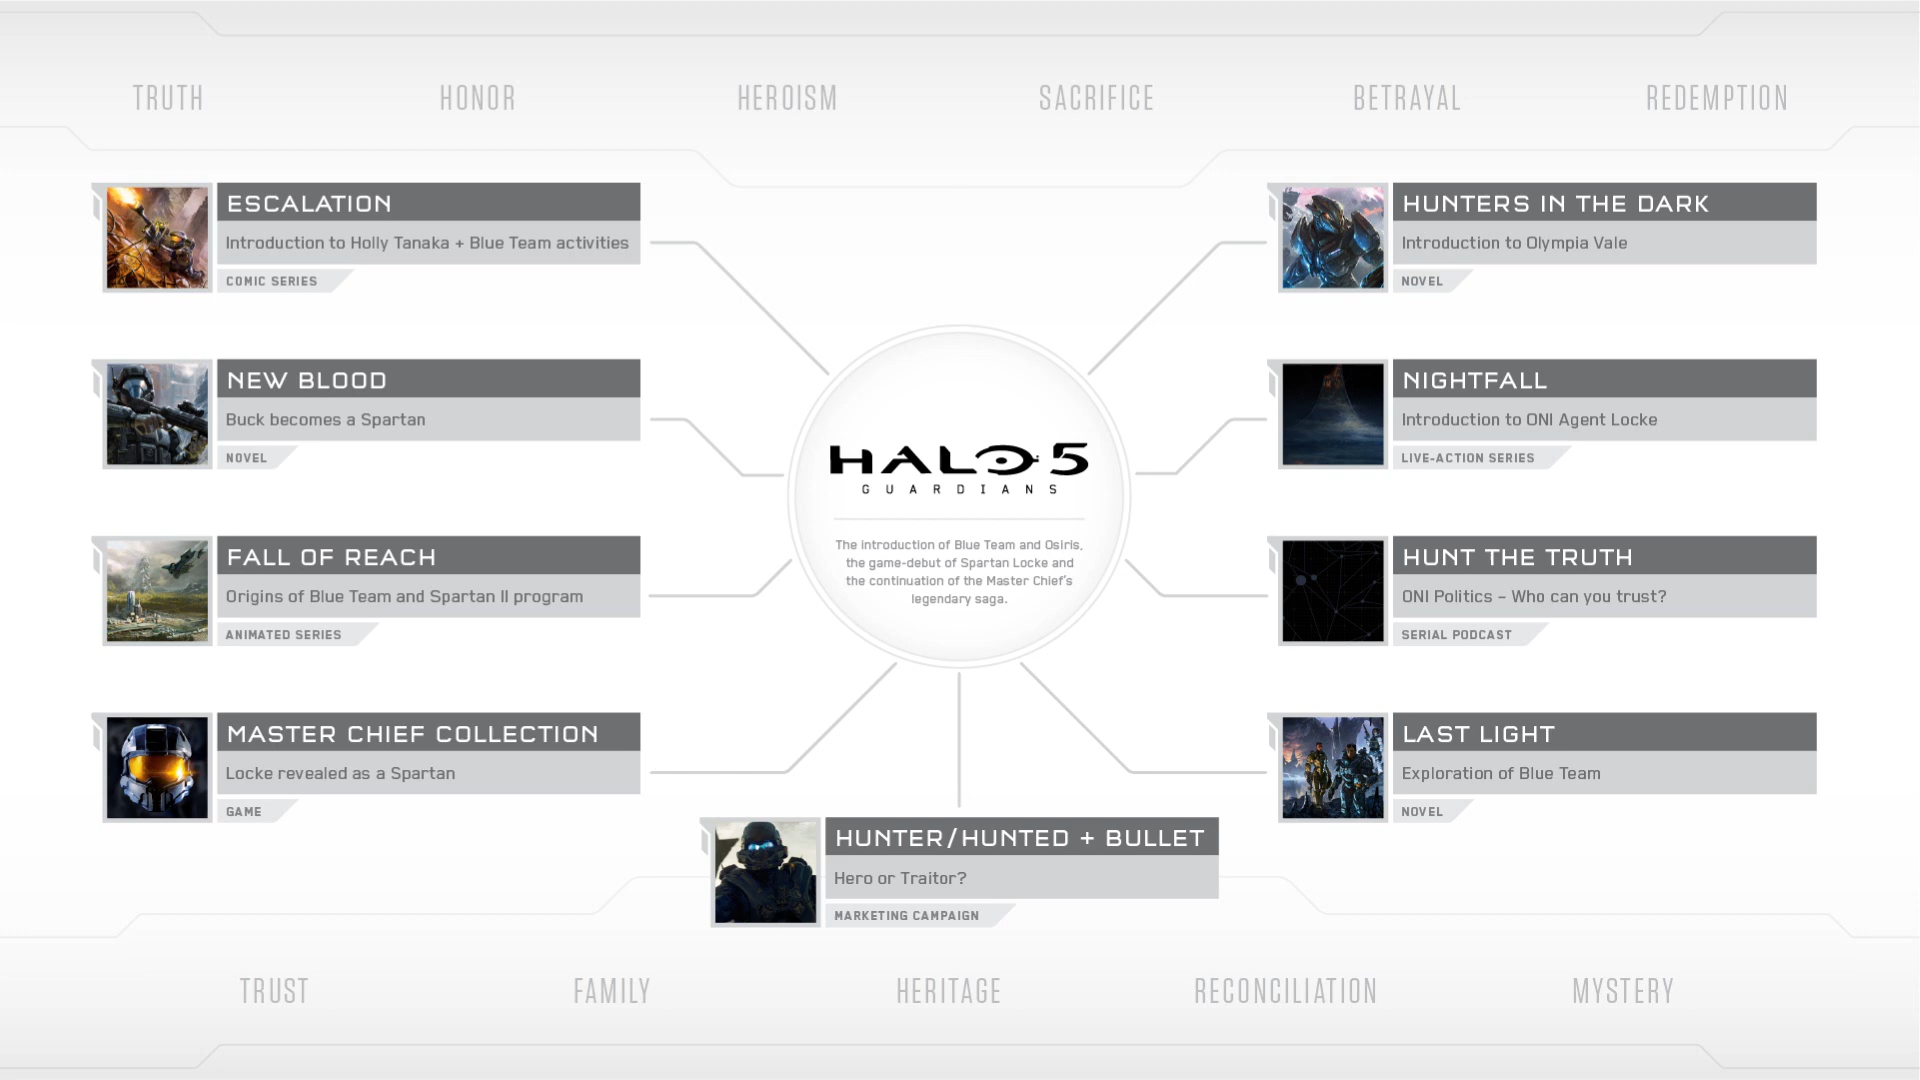 TRUTH
HONOR
HEROISM
SACRIFICE
BETRAYAL
REDEMPTION
ESCALATION
Introduction to Holly Tanaka + Blue Team activities
COMIC SERIES
NEW BLOOD
Buck becomes a Spartan
NOVEL
FALL OF REACH
Origins of Blue Team and Spartan II program
ANIMATED SERIES
MASTER CHIEF COLLECTION
Locke revealed as a Spartan
GAME
HALO 5
GUARDIANS
The introduction of Blue Team and Osiris,
the game-debut of Spartan Locke and
the continuation of the Master Chief's
legendary saga.
HUNTER/HUNTED + BULLET
Hero or Traitor?
MARKETING CAMPAIGN
HUNTERS IN THE DARK
Introduction to Olympia Vale
NOVEL
NIGHTFALL
Introduction to ONI Agent Locke
LIVE-ACTION SERIES
HUNT THE TRUTH
ONI Politics – Who can you trust?
SERIAL PODCAST
LAST LIGHT
Exploration of Blue Team
NOVEL
TRUST
FAMILY
HERITAGE
RECONCILIATION
MYSTERY